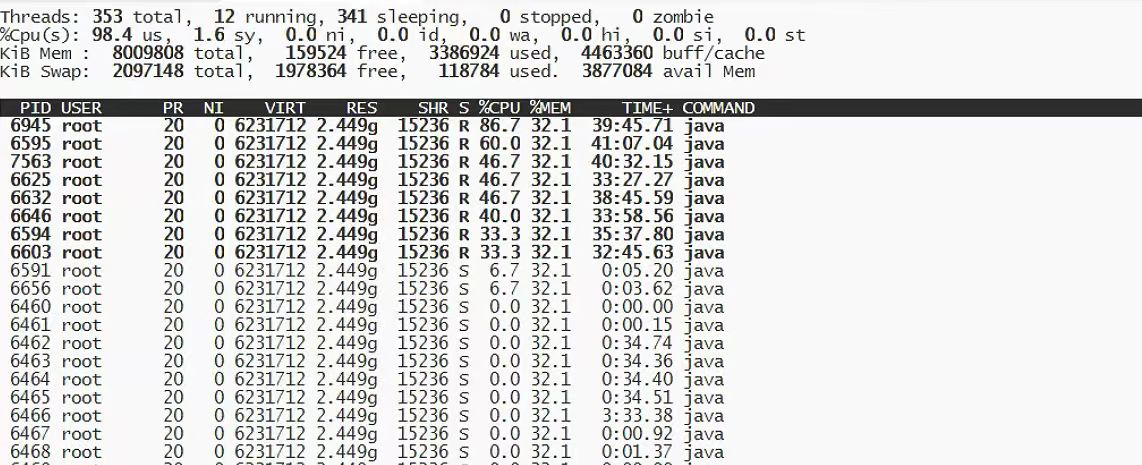 Threads: 353 total, 12 running, 341 sleeping, 0 stopped, 0 zombie
%Cpu(s): 98.4 us, 1.6 sy, 0.0 ni, 0.0 id, 0.0 wa, 0.0 hi, 0.0 si, 0.0 st
KiB Mem : 8009808 total, 159524 free, 3386924 used, 4463360 buff/cache
KiB Swap: 2097148 total, 1978364 free, 118784 used. 3877084 avail Mem
PID USER PR NI VIRT RES SHR S %CPU %MEM TIME+ COMMAND
6945 root 20 0 6231712 2.449g 15236 R 86.7 32.1 39:45.71 java
6595 root 20 0 6231712 2.449g 15236 R 60.0 32.1 41:07.04 java
7563 root 20 0 6231712 2.449g 15236 R 46.7 32.1 40:32.15 java
6625 root 20 0 6231712 2.449g 15236 R 46.7 32.1 33:27.27 java
6632 root 20 0 6231712 2.449g 15236 R 46.7 32.1 38:45.59 java
6646 root 20 0 6231712 2.449g 15236 R 40.0 32.1 33:58.56 java
6594 root 20 0 6231712 2.449g 15236 R 33.3 32.1 35:37.80 java
6603 root 20 0 6231712 2.449g 15236 R 33.3 32.1 32:45.63 java
6591 root 20 0 6231712 2.449g 15236 S 6.7 32.1 0:05.20 java
6656 root 20 0 6231712 2.449g 15236 S 6.7 32.1 0:03.62 java
6460 root 20 0 6231712 2.449g 15236 S 0.0 32.1 0:00.00 java
6461 root 20 0 6231712 2.449g 15236 S 0.0 32.1 0:00.15 java
6462 root 20 0 6231712 2.449g 15236 S 0.0 32.1 0:34.74 java
6463 root 20 0 6231712 2.449g 15236 S 0.0 32.1 0:34.36 java
6464 root 20 0 6231712 2.449g 15236 S 0.0 32.1 0:34.40 java
6465 root 20 0 6231712 2.449g 15236 S 0.0 32.1 0:34.51 java
6466 root 20 0 6231712 2.449g 15236 S 0.0 32.1 3:33.38 java
6467 root 20 0 6231712 2.449g 15236 S 0.0 32.1 0:00.92 java
6468 root 20 0 6231712 2.449g 15236 S 0.0 32.1 0:01.37 java